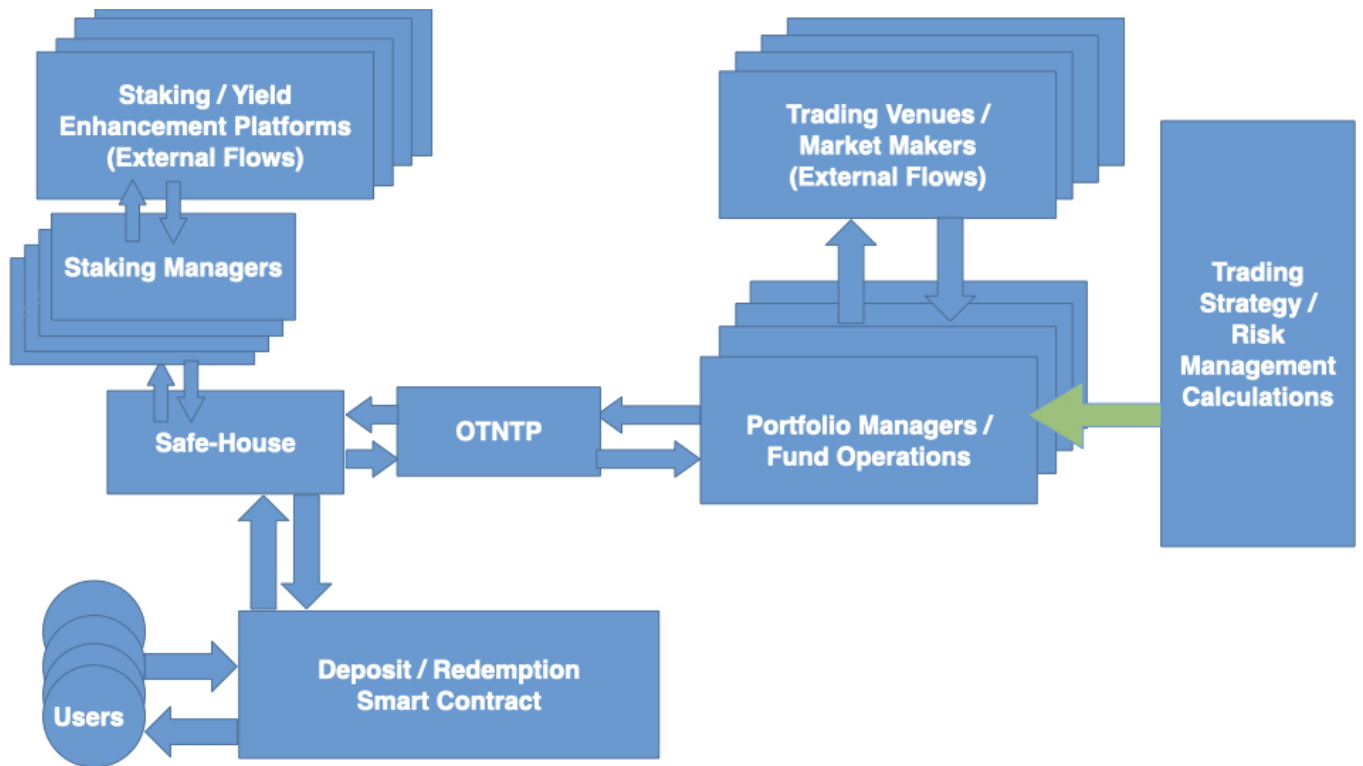 Staking / Yield
Enhancement Platforms
(External Flows)
Trading Venues /
Market Makers
(External Flows)
Staking Managers
Trading
Strategy /
Risk
Management
Calculations
Safe-House
OTNTP
Portfolio Managers /
Fund Operations
Users
Deposit / Redemption
Smart Contract